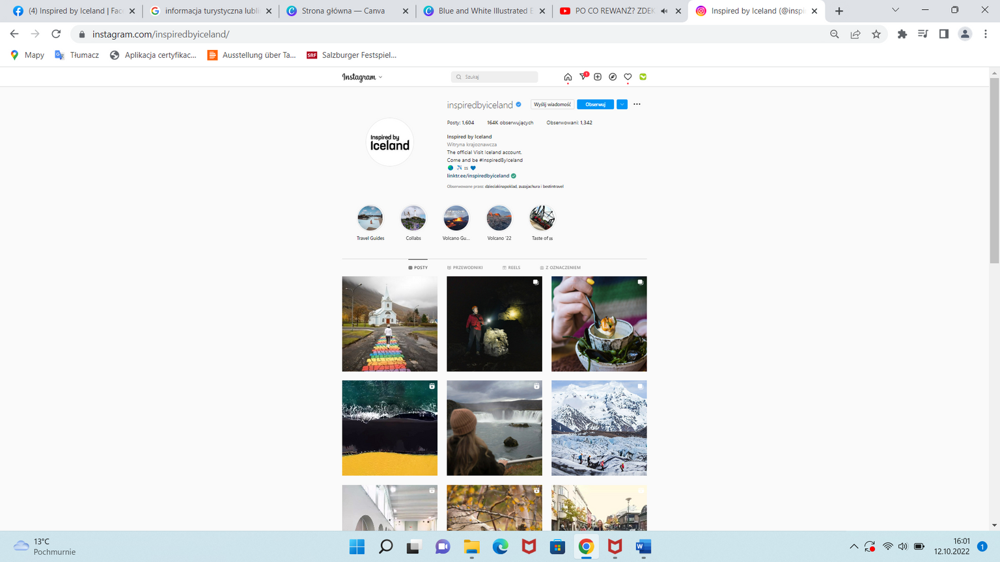 (4) Inspired by Iceland | Fac
informacja turystyczna lubli
Strona główna — Canva
Blue and White Illustrated E
PO CO REWANŻ? ZDEK
Inspired by Iceland (@inspi
instagram.com/inspiredbyiceland/
Mapy
Tłumacz
Aplikacja certyfikac...
Ausstellung über Ta...
SRF
Salzburger Festspiel...
Instagram
Szukaj
1
inspiredbyiceland
Wyślij wiadomość
Obserwuj
Posty: 1,604
164K obserwujących
Obserwowani: 1,342
Inspired by
Iceland
Inspired by Iceland
Witryna krajoznawcza
The official Visit Iceland account.
Come and be #InspiredByIceland
IS
linktr.ee/inspiredbyiceland
Obserwowane przez: dzieciakinapoklad, zuzajachura i bestintravel
Travel Guides
Collabs
Volcano Gu...
Volcano '22
Taste of IS
POSTY
PRZEWODNIKI
REELS
Z OZNACZENIEM
13°C
Pochmurnie
16:01
12.10.2022
1